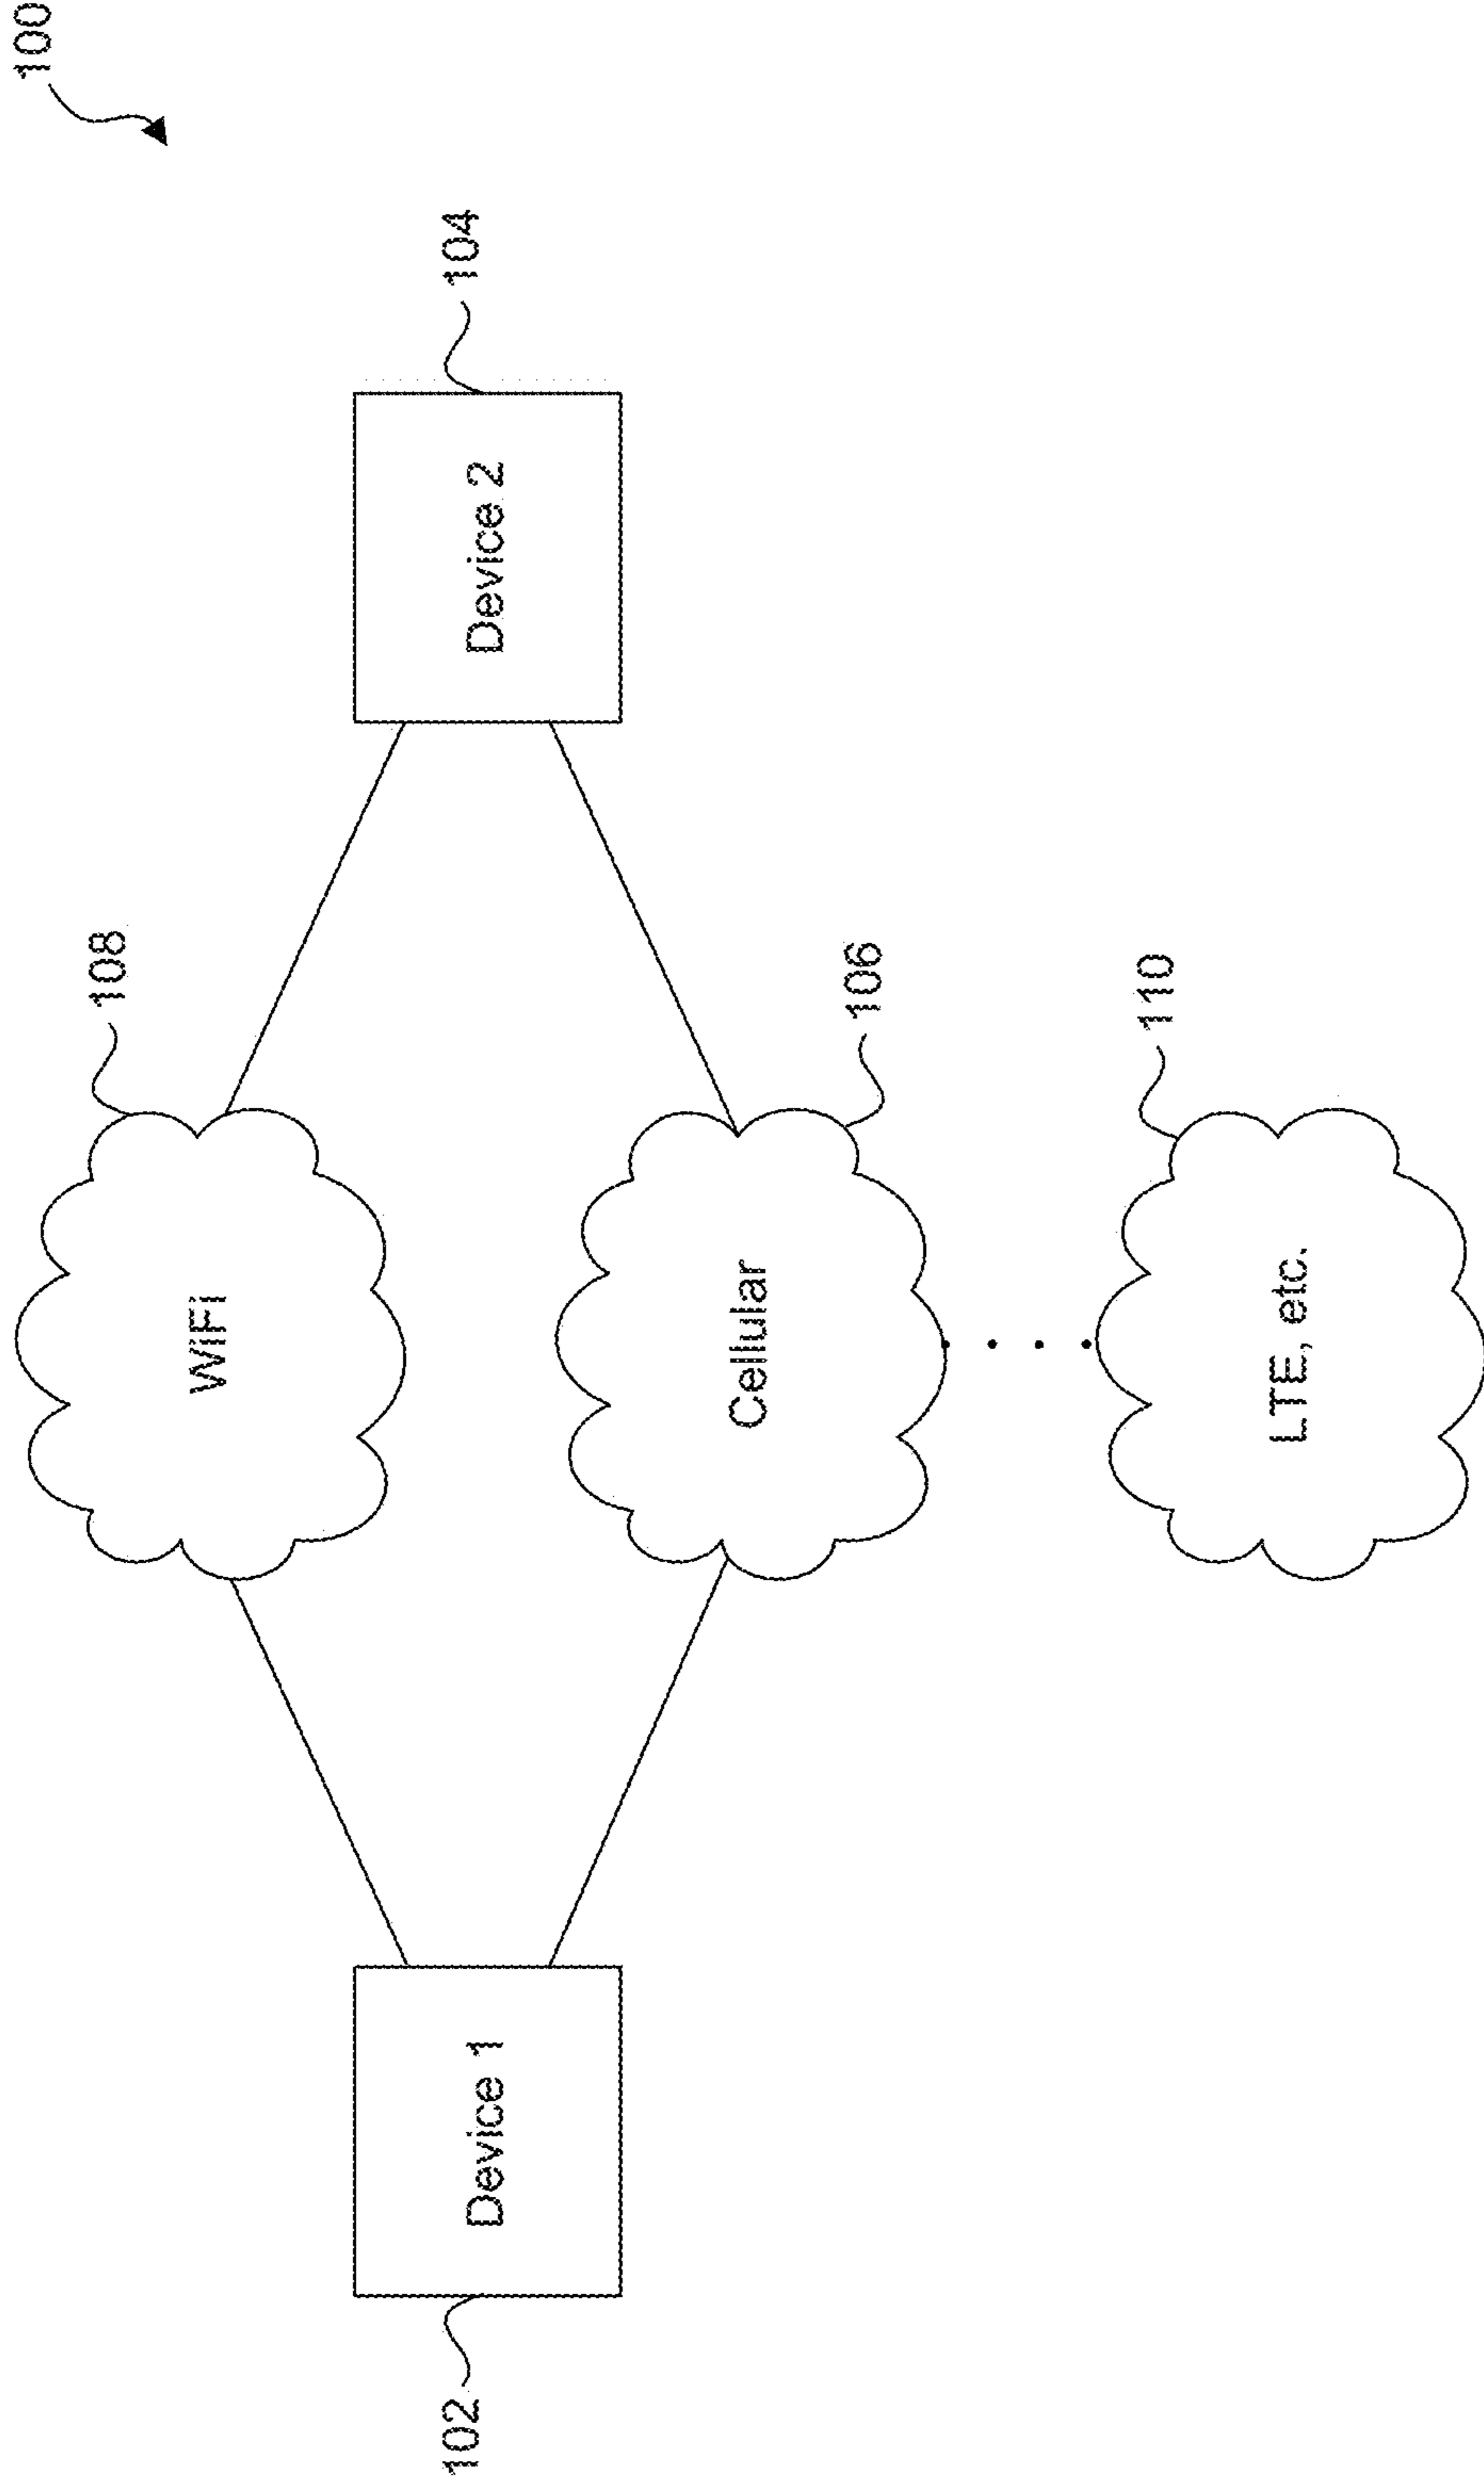 100
108
WiFi
102
Device 1
Device 2
104
106
Cellular
110
LTE, etc.